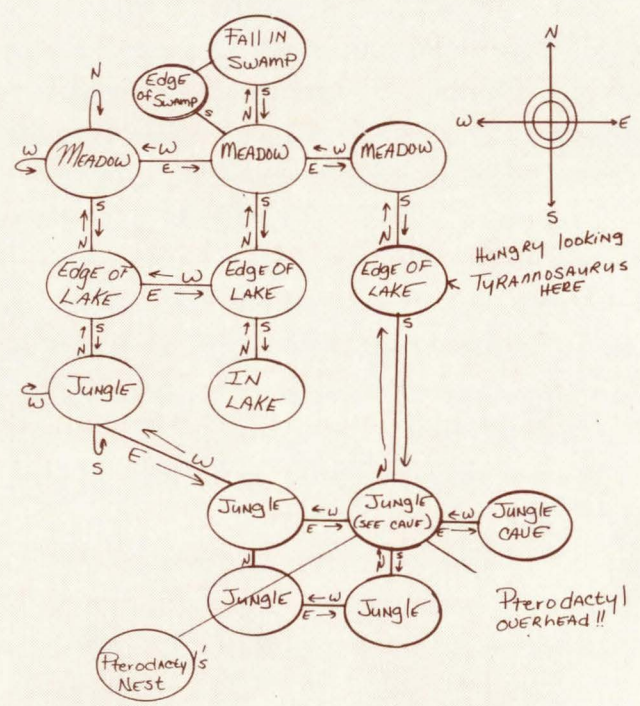 FALL IN
SWAMP
Edge
of Swamp
S
N
S
N
W
E
S
N
W
MEADOW
W
E
MEADOW
W
E
MEADOW
S
N
S
N
S
N
EDGE OF
LAKE
W
E
EDGE OF
LAKE
EDGE OF
LAKE
HUNGRY looking
TYRANNOSAURUS
HERE
S
N
S
N
S
JUNGLE
W
S
IN
LAKE
E
W
N
JUNGLE
W
E
JUNGLE
(SEE CAVE)
W
E
JUNGLE
CAVE
N
N
S
JUNGLE
W
E
JUNGLE
Pterodactyl
OVERHEAD!!
Pterodactyl's
NEST